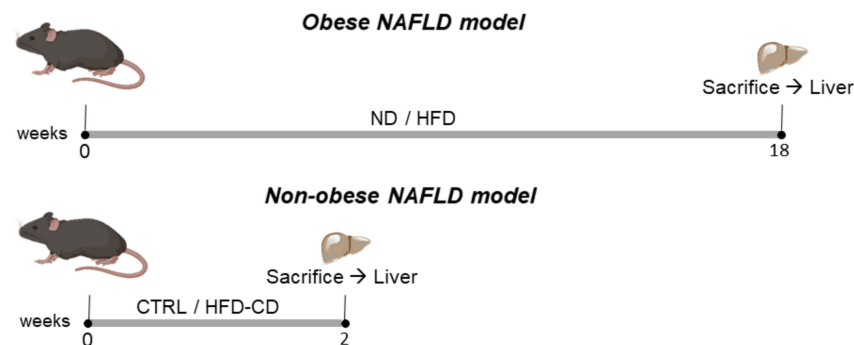 Obese NAFLD model
Sacrifice → Liver
ND / HFD
weeks
0
18
Non-obese NAFLD model
Sacrifice → Liver
CTRL / HFD-CD
weeks
0
2